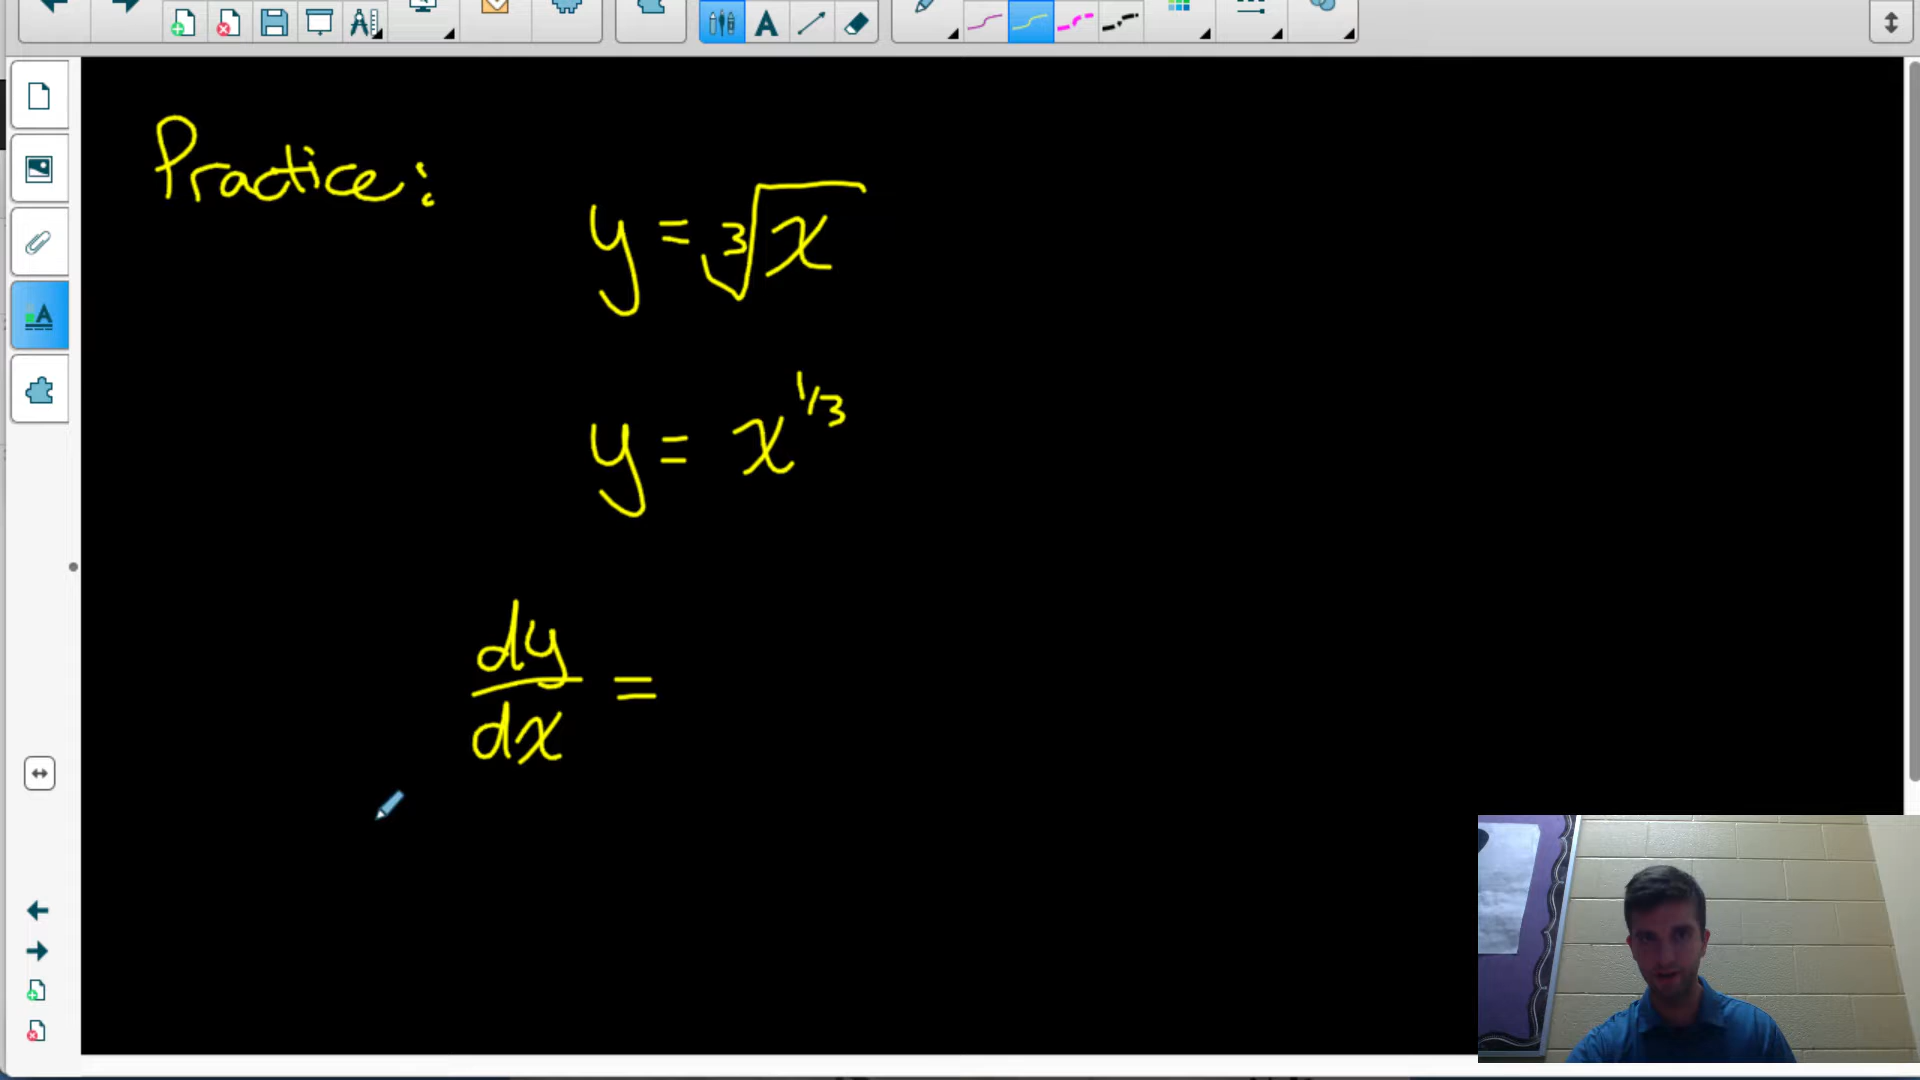 Practice:
y = ∛x
y = x^1/3
dy/dx =